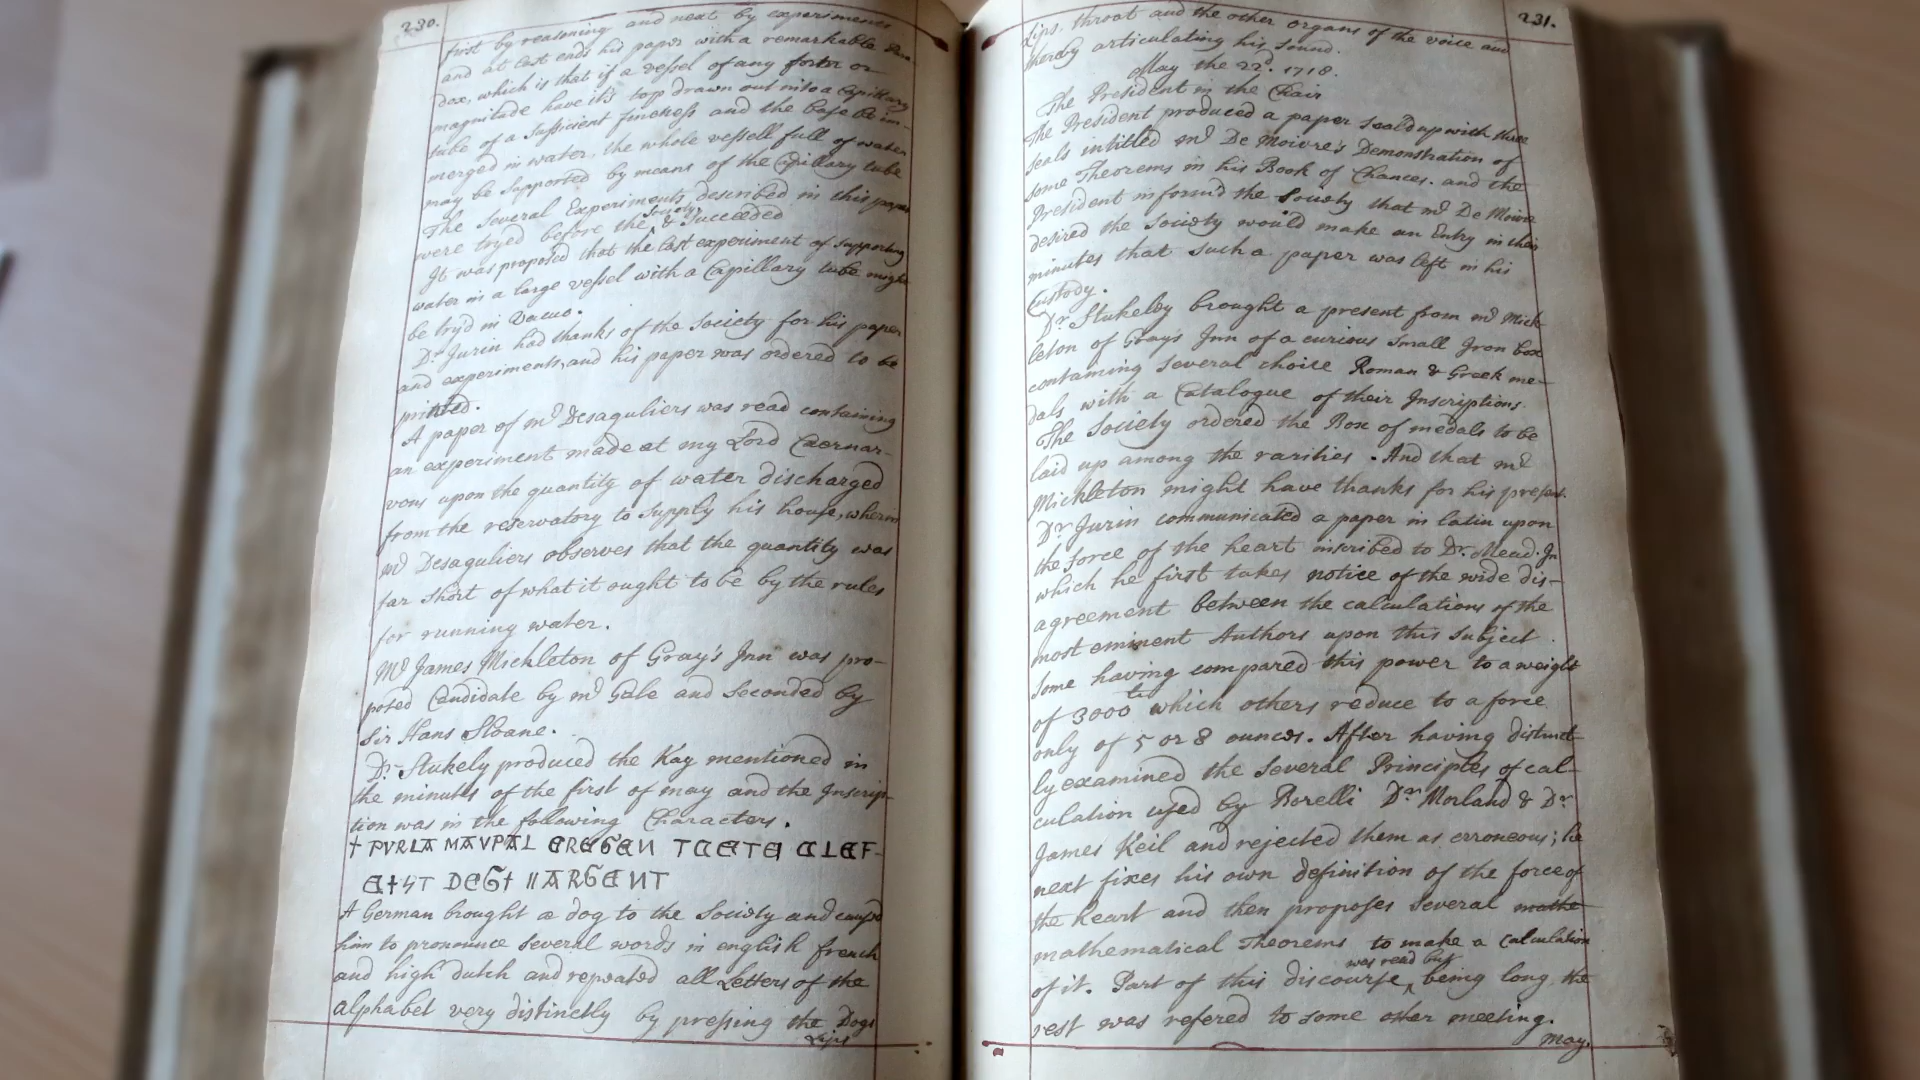 230.
first by reasoning and next by experiments
and at last ends his paper with a remarkable Para-
dox, which is that if a vessel of any form or
magnitude have it's top drawn out into a Capillary
tube of a sufficient fineness and the base be im-
merged in water, the whole vessell full of water
may be supported by means of the Capillary tube
The several Experiments described in this paper
were tryed before the Society & Succeeded
It was proposed that the last experiment of supporting
water in a large vessel with a Capillary tube might
be try'd in Vacuo.
Dr Jurin had thanks of the Society for his paper
and experiments, and his paper was ordered to be
printed.
A paper of mr Desaguliers was read containing
an experiment made at my Lord Caernar-
vons upon the quantity of water discharged
from the reservatory to supply his house, wherin
mr Desaguliers observes that the quantity was
far short of what it ought to be by the rules
for running water.
Mr James Mickleton of Gray's Inn was pro-
posed Candidate by mr Gale and Seconded by
Sir Hans Sloane.
Dr. Stukely produced the Kay mentioned in
the minutes of the first of may and the Inscrip-
tion was in the following Characters.
A German brought a dog to the Society and caused
him to pronounce several words in english french
and high dutch and repeated all Letters of the
alphabet very distinctly by pressing the Dogs
Lips
231.
Lips, throat and the other organs of the voice and
thereby articulating his sound.
May the 22d. 1718.
The President in the Chair
The President produced a paper Seald up with three
seals intitled mr De Moivre's Demonstration of
some Theorems in his Book of Chances. and the
President informd the Society that mr De Moivre
desired the Society would make an Entry in their
minutes that such a paper was left in his
Custody.
Dr Stukeley brought a present from mr Mick-
leton of Gray's Inn of a curious small Iron box
containing several choice Roman & Greek me-
dals with a Catalogue of their Inscriptions.
The Society ordered the Box of medals to be
laid up among the rarities. And that mr
Mickleton might have thanks for his present.
Dr Jurin communicated a paper in latin upon
the force of the heart inscribed to Dr. Mead. In
which he first takes notice of the wide dis-
agreement between the calculations of the
most eminent Authors upon this subject.
some having compared this power to a weight
of 3000 ts which others reduce to a force
only of 5 or 8 ounces. After having distinct-
ly examined the several Principles of cal-
culation used by Borelli Dr Morland & Dr
James Keil and rejected them as erroneous; he
next fixes his own definition of the force of
the heart and then proposes several mathe
mathematical Theorems to make a calculation
of it. Part of this discourse was read but being long the
rest was refered to some other meeting.
May.